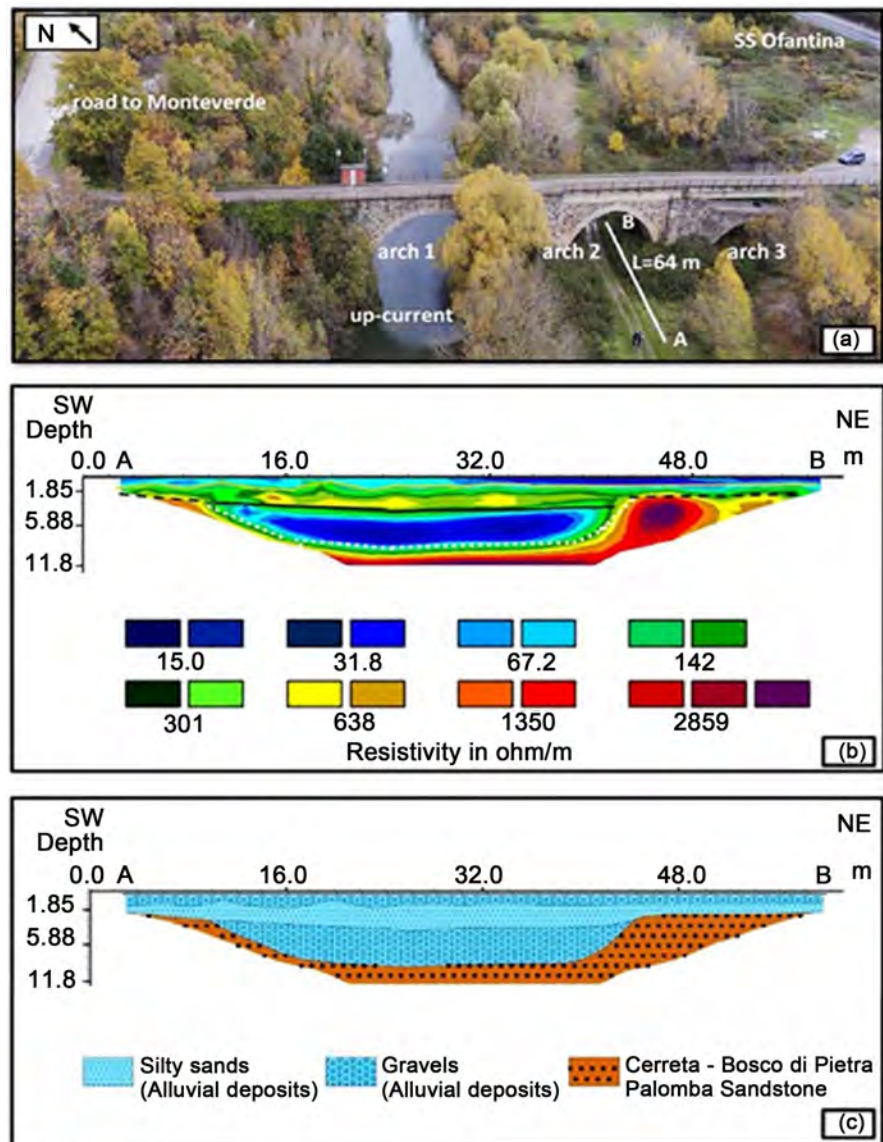 N
SS Ofantina
road to Monteverde
B
arch 1
arch 2
arch 3
L=64 m
up-current
A
(a)
SW
NE
Depth
0.0 A 16.0 32.0 48.0 B m
1.85
5.88
11.8
15.0 31.8 67.2 142
301 638 1350 2859
Resistivity in ohm/m
(b)
SW
NE
Depth
0.0 A 16.0 32.0 48.0 B m
1.85
5.88
11.8
Silty sands
(Alluvial deposits)
Gravels
(Alluvial deposits)
Cerreta - Bosco di Pietra
Palomba Sandstone
(c)